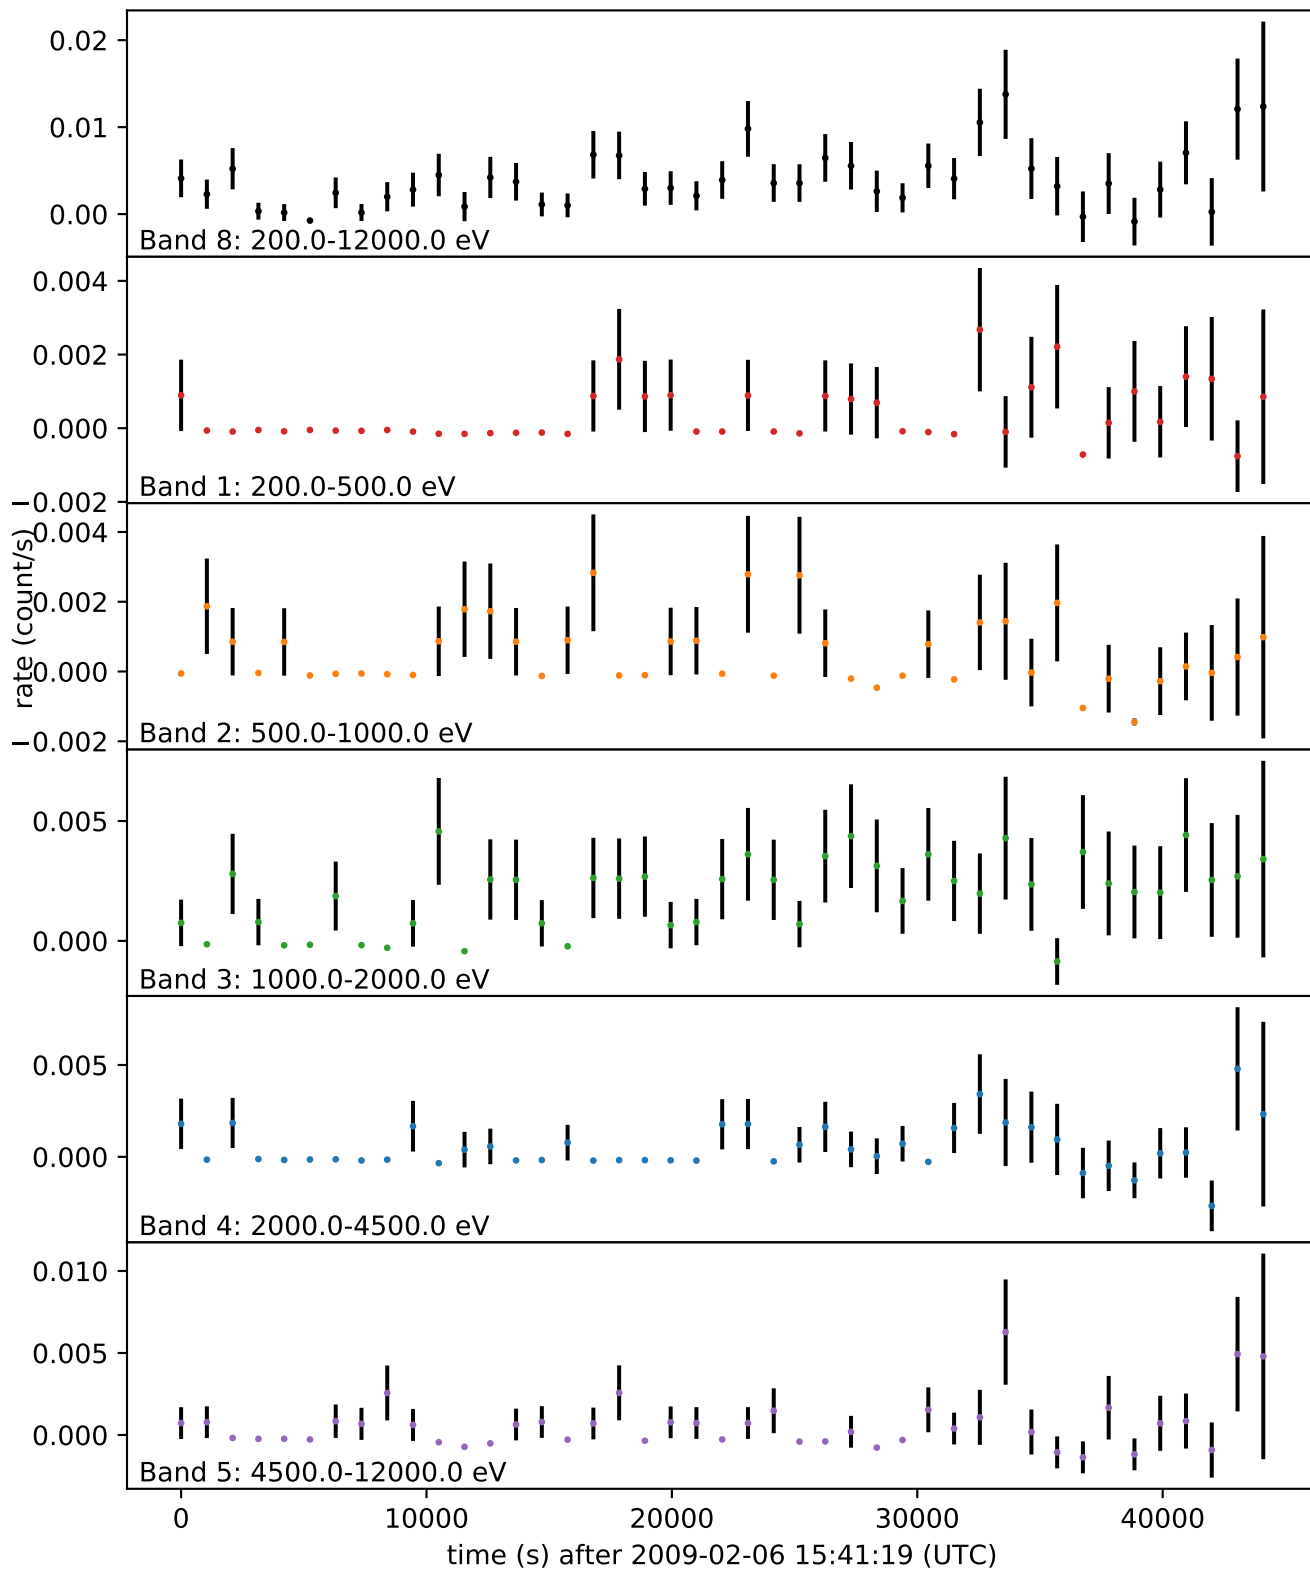 0.02
0.01
0.00
Band 8: 200.0-12000.0 eV
0.004
0.002
0.000
−0.002
Band 1: 200.0-500.0 eV
rate (count/s)
0.004
0.002
0.000
−0.002
Band 2: 500.0-1000.0 eV
0.005
0.000
Band 3: 1000.0-2000.0 eV
0.005
0.000
Band 4: 2000.0-4500.0 eV
0.010
0.005
0.000
Band 5: 4500.0-12000.0 eV
0 10000 20000 30000 40000
time (s) after 2009-02-06 15:41:19 (UTC)